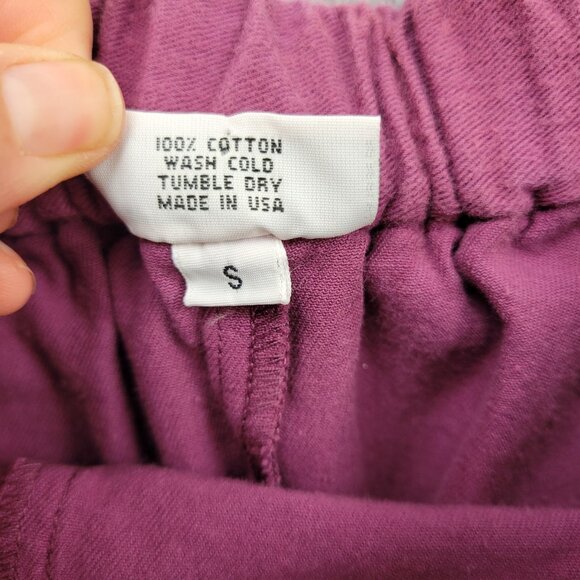 100% COTTON
WASH COLD
TUMBLE DRY
MADE IN USA
S